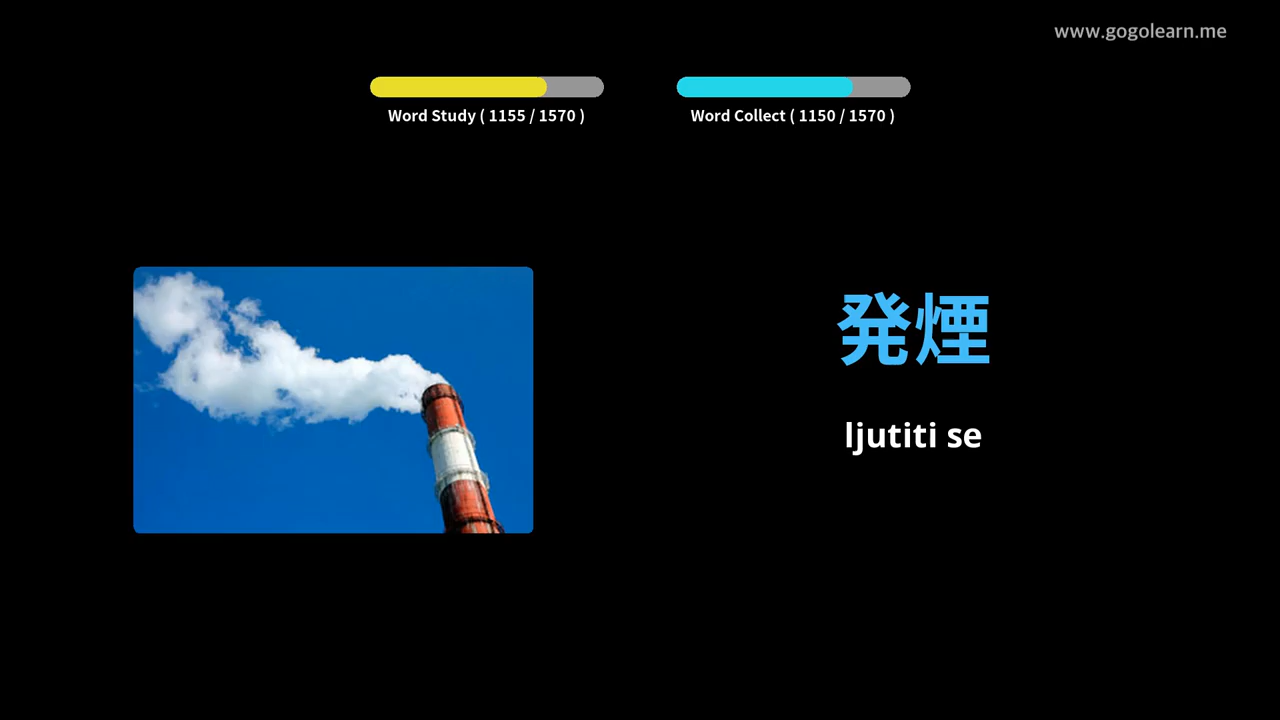 www.gogolearn.me
Word Study ( 1155 / 1570 )
Word Collect ( 1150 / 1570 )
発煙
ljutiti se